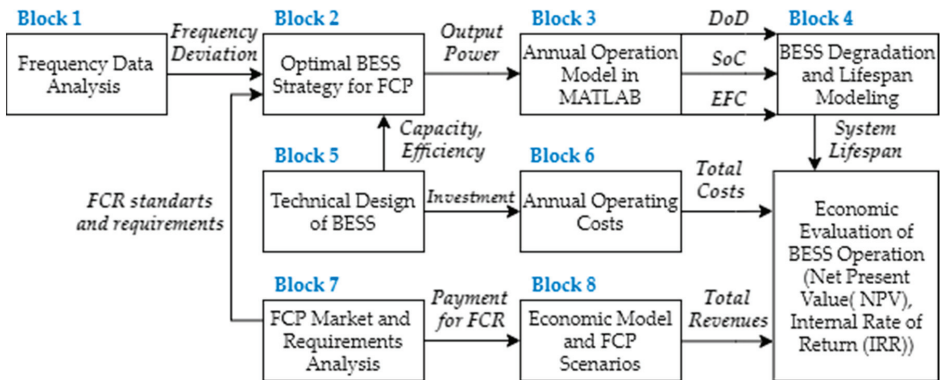 Block 1
Frequency Data
Analysis
Frequency
Deviation
Block 2
Optimal BESS
Strategy for FCP
Output
Power
Block 3
Annual Operation
Model in
MATLAB
DoD
SoC
EFC
Block 4
BESS Degradation
and Lifespan
Modeling
FCR standarts
and requirements
Capacity,
Efficiency
System
Lifespan
Block 5
Technical Design
of BESS
Investment
Block 6
Annual Operating
Costs
Total
Costs
Economic
Evaluation of
BESS Operation
(Net Present
Value( NPV),
Internal Rate of
Return (IRR))
Block 7
FCP Market and
Requirements
Analysis
Payment
for FCR
Block 8
Economic Model
and FCP
Scenarios
Total
Revenues